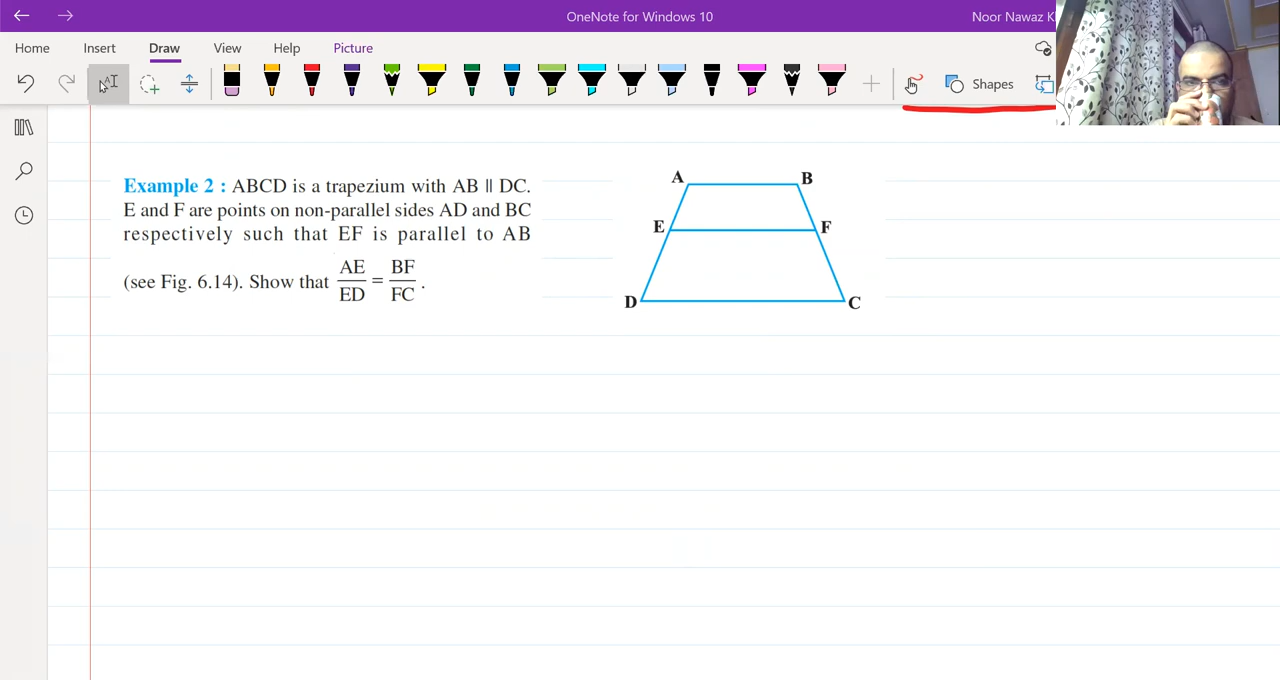 OneNote for Windows 10
Noor Nawaz K
Home Insert Draw View Help Picture
Shapes
Example 2 : ABCD is a trapezium with AB || DC.
E and F are points on non-parallel sides AD and BC
respectively such that EF is parallel to AB
(see Fig. 6.14). Show that AE/ED = BF/FC .
A B
E F
D C